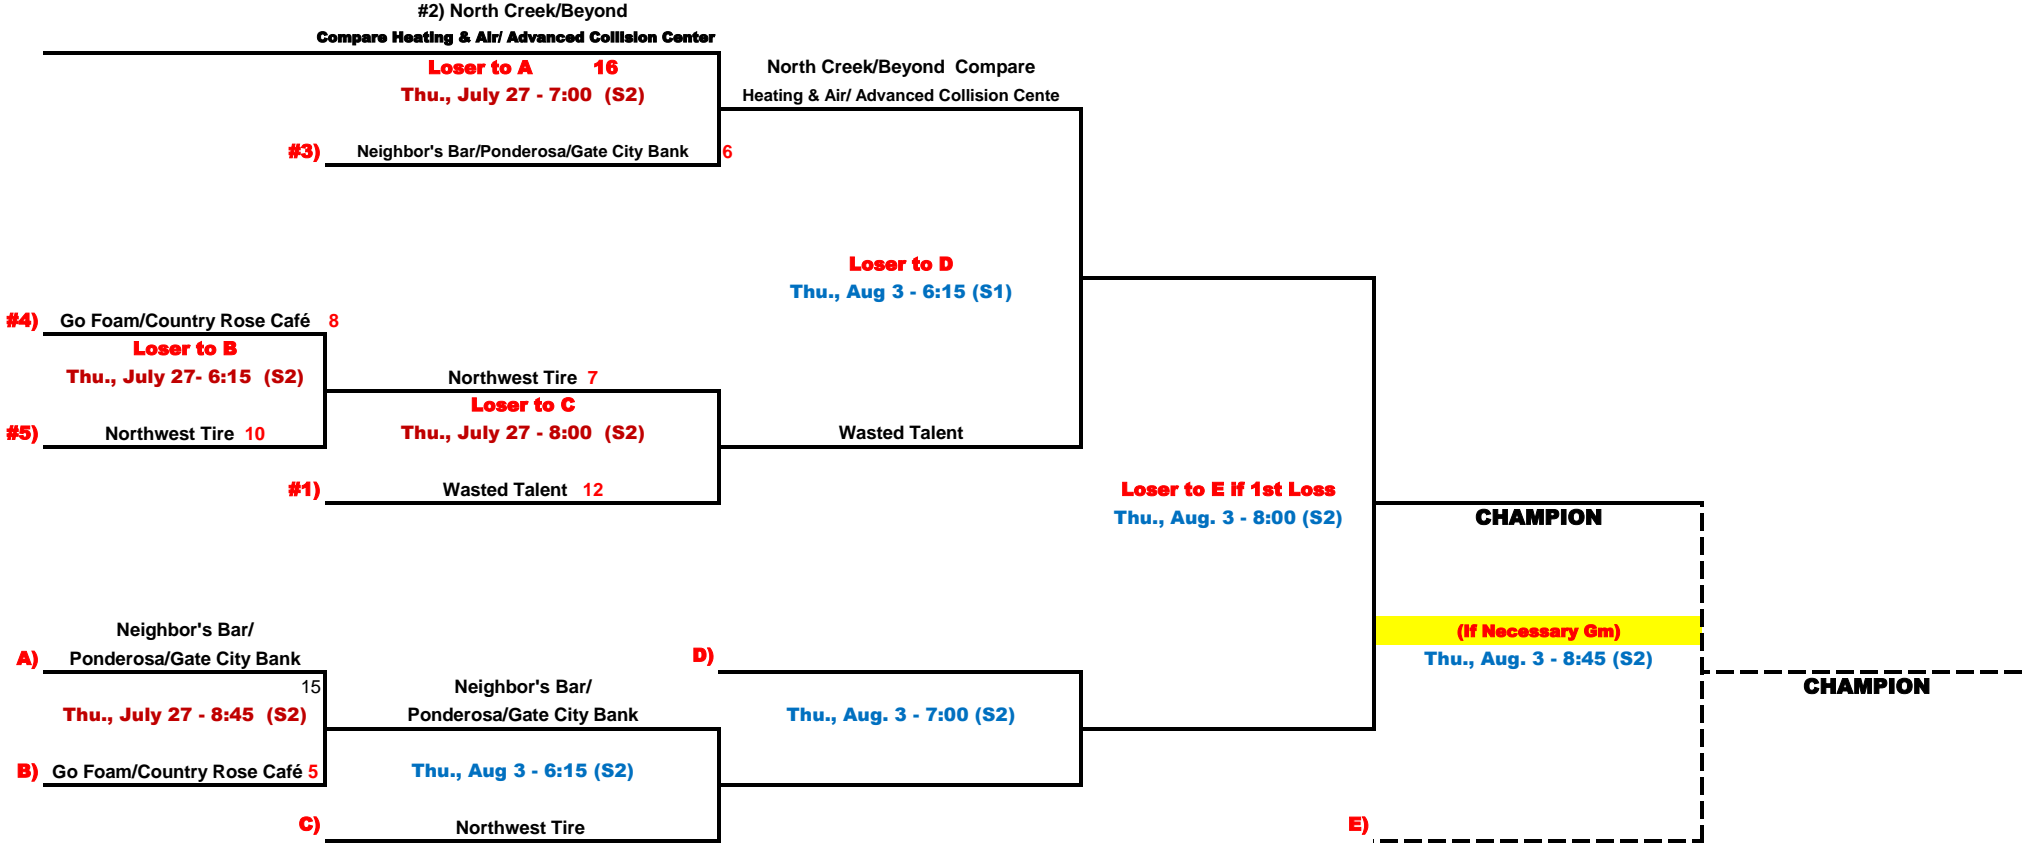 #2) North Creek/Beyond
Compare Heating & Air/ Advanced Collision Center
Loser to A 16
North Creek/Beyond Compare
Thu., July 27 - 7:00 (S2)
Heating & Air/ Advanced Collision Cente
#3) Neighbor's Bar/Ponderosa/Gate City Bank 6
Loser to D
Thu., Aug 3 - 6:15 (S1)
#4) Go Foam/Country Rose Café 8
Loser to B
Thu., July 27- 6:15 (S2)
Northwest Tire 7
Loser to C
#5) Northwest Tire 10
Thu., July 27 - 8:00 (S2)
Wasted Talent
#1) Wasted Talent 12
Loser to E if 1st Loss
Thu., Aug. 3 - 8:00 (S2)
CHAMPION
Neighbor's Bar/
(If Necessary Gm)
A) Ponderosa/Gate City Bank
D)
Thu., Aug. 3 - 8:45 (S2)
15
Neighbor's Bar/
CHAMPION
Thu., July 27 - 8:45 (S2)
Ponderosa/Gate City Bank
Thu., Aug. 3 - 7:00 (S2)
B) Go Foam/Country Rose Café 5
Thu., Aug 3 - 6:15 (S2)
C) Northwest Tire
E)